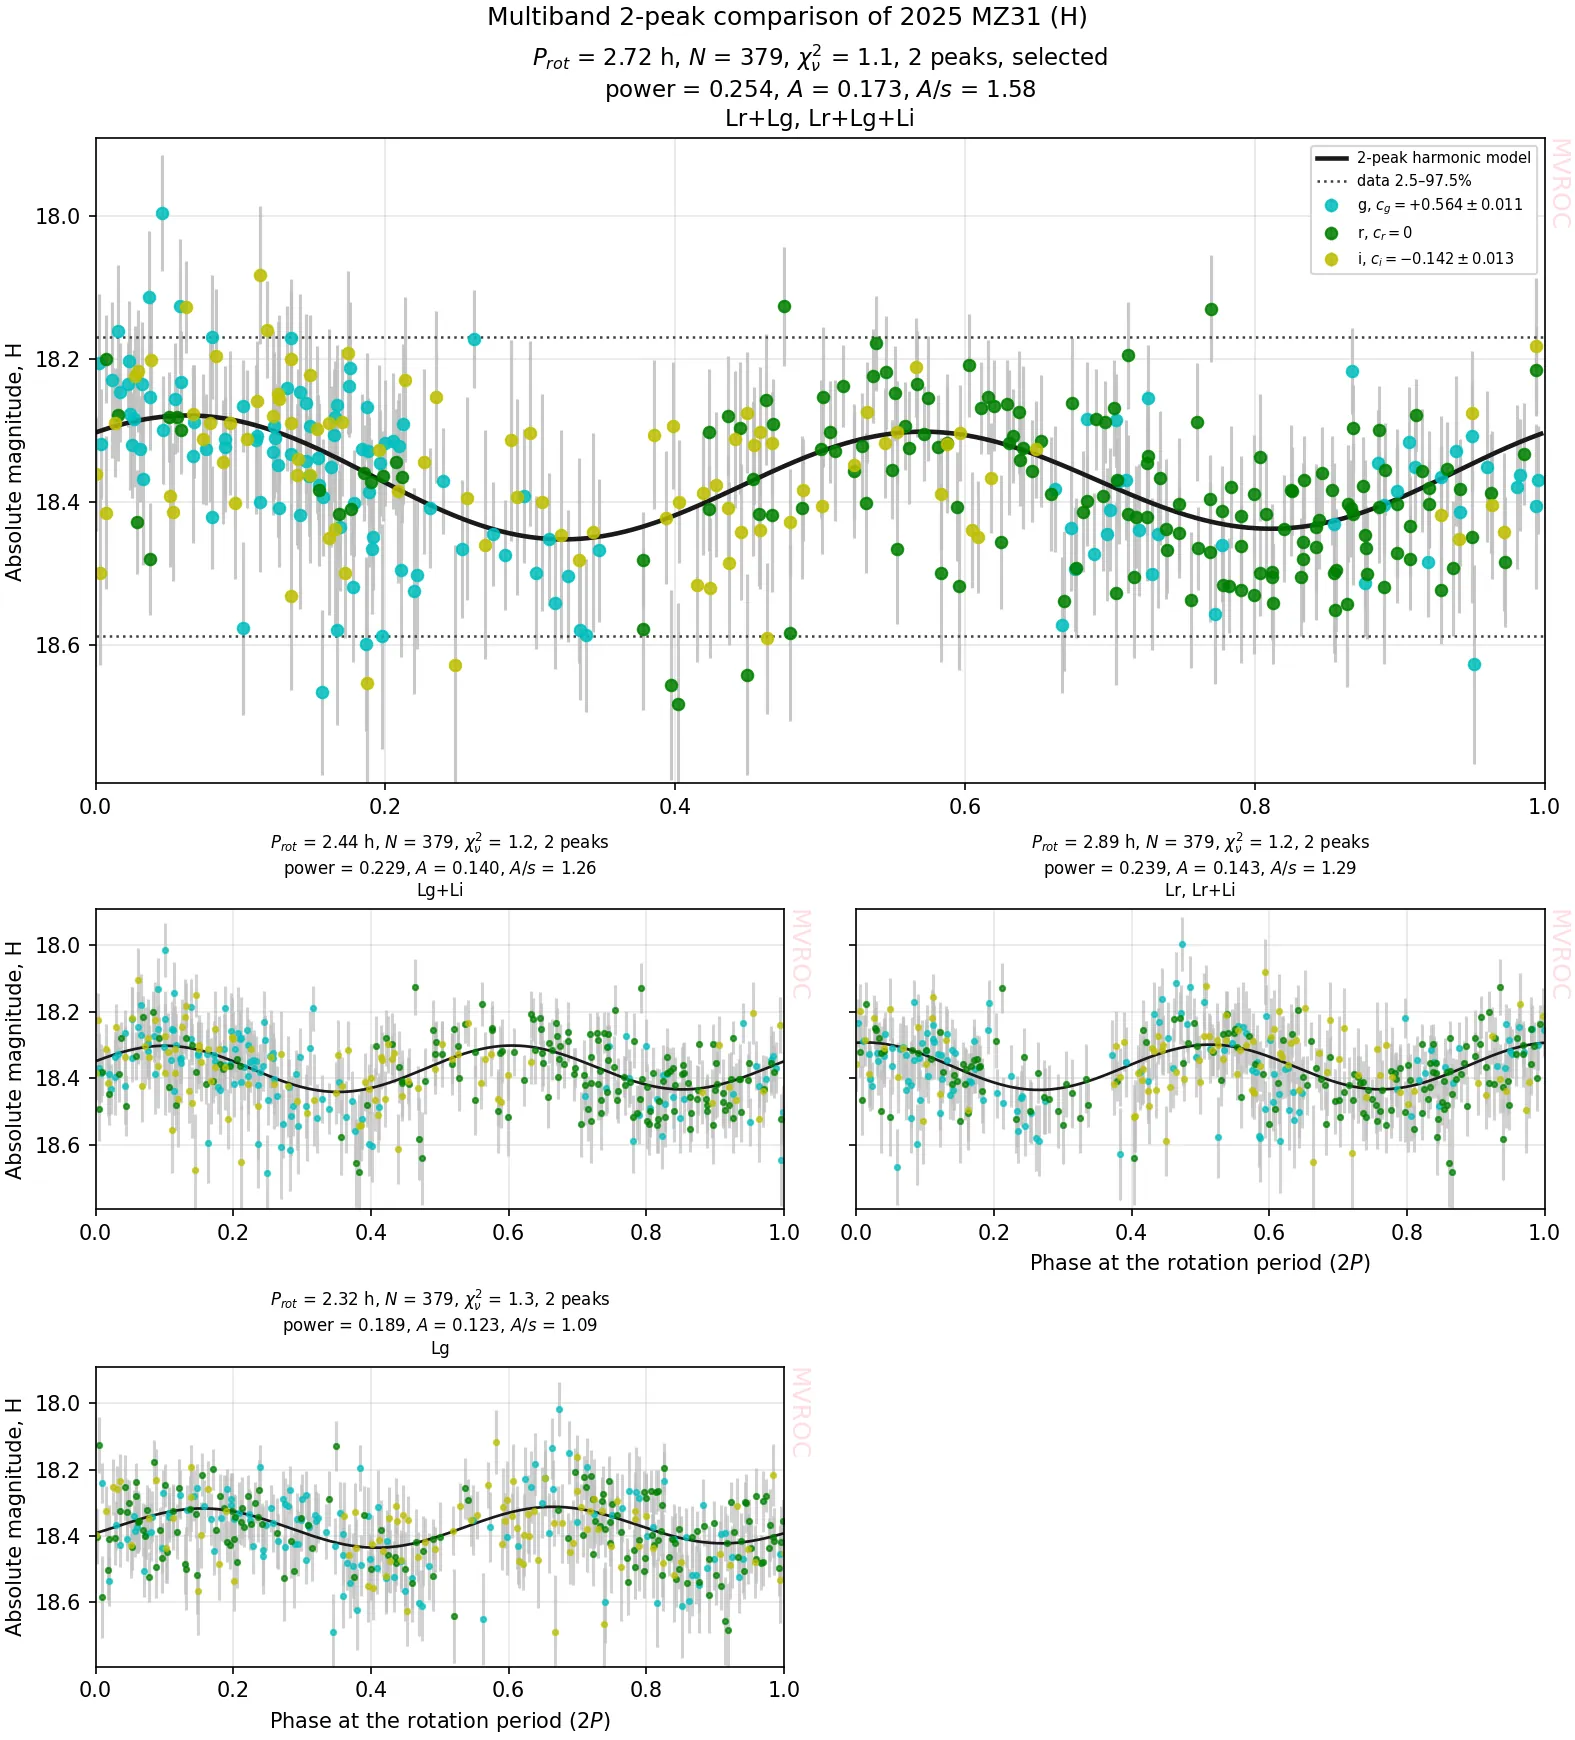 Multiband 2-peak comparison of 2025 MZ31 (H)
P_rot = 2.72 h, N = 379, χ²_ν = 1.1, 2 peaks, selected
power = 0.254, A = 0.173, A/s = 1.58
Lr+Lg, Lr+Lg+Li
2-peak harmonic model
data 2.5–97.5%
g, c_g = +0.564 ± 0.011
r, c_r = 0
i, c_i = −0.142 ± 0.013
MVROC
Absolute magnitude, H
18.0
18.2
18.4
18.6
0.0 0.2 0.4 0.6 0.8 1.0
P_rot = 2.44 h, N = 379, χ²_ν = 1.2, 2 peaks
power = 0.229, A = 0.140, A/s = 1.26
Lg+Li
MVROC
Absolute magnitude, H
18.0
18.2
18.4
18.6
0.0 0.2 0.4 0.6 0.8 1.0
P_rot = 2.89 h, N = 379, χ²_ν = 1.2, 2 peaks
power = 0.239, A = 0.143, A/s = 1.29
Lr, Lr+Li
MVROC
0.0 0.2 0.4 0.6 0.8 1.0
Phase at the rotation period (2P)
P_rot = 2.32 h, N = 379, χ²_ν = 1.3, 2 peaks
power = 0.189, A = 0.123, A/s = 1.09
Lg
MVROC
Absolute magnitude, H
18.0
18.2
18.4
18.6
0.0 0.2 0.4 0.6 0.8 1.0
Phase at the rotation period (2P)